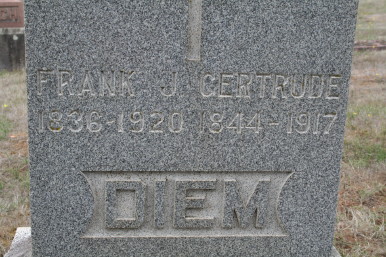 FRANK J. GERTRUDE
1836-1920 1844-1917
DIEM